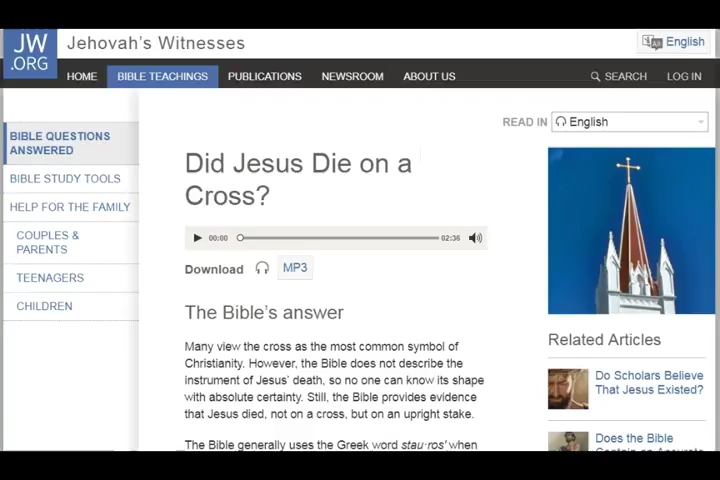 JW
.ORG
Jehovah's Witnesses
English
HOME BIBLE TEACHINGS PUBLICATIONS NEWSROOM ABOUT US SEARCH LOG IN
READ IN English
BIBLE QUESTIONS
ANSWERED
BIBLE STUDY TOOLS
HELP FOR THE FAMILY
COUPLES &
PARENTS
TEENAGERS
CHILDREN
Did Jesus Die on a
Cross?
00:00 02:36
Download MP3
The Bible's answer
Many view the cross as the most common symbol of
Christianity. However, the Bible does not describe the
instrument of Jesus' death, so no one can know its shape
with absolute certainty. Still, the Bible provides evidence
that Jesus died, not on a cross, but on an upright stake.
The Bible generally uses the Greek word stau·ros′ when
Related Articles
Do Scholars Believe
That Jesus Existed?
Does the Bible
Contain an Accurate